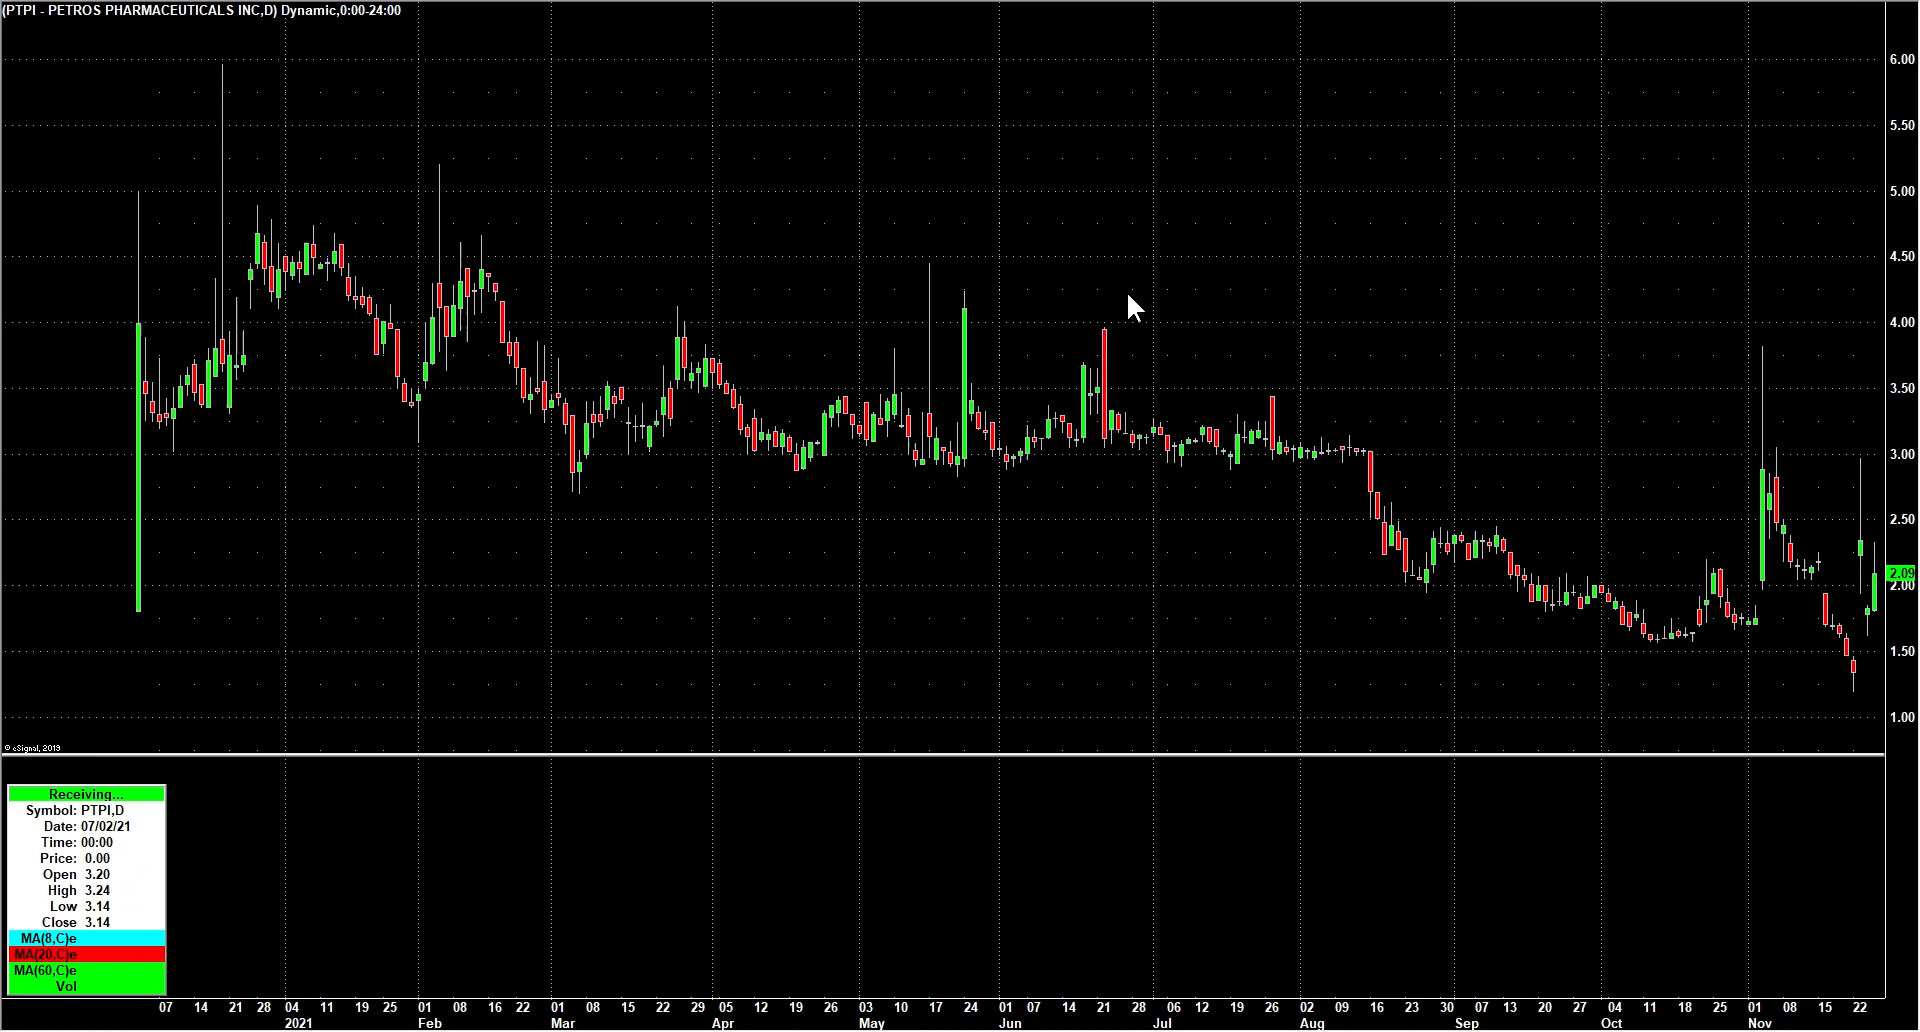 (PTPI - PETROS PHARMACEUTICALS INC,D) Dynamic,0:00-24:00
6.00
5.50
5.00
4.50
4.00
3.50
3.00
2.50
2.09
2.00
1.50
1.00
© eSignal, 2019
Receiving...
Symbol: PTPI,D
Date: 07/02/21
Time: 00:00
Price: 0.00
Open 3.20
High 3.24
Low 3.14
Close 3.14
MA(8,C)e
MA(20,C)e
MA(60,C)e
Vol
07 14 21 28 04 11 19 25 01 08 16 22 01 08 15 22 29 05 12 19 26 03 10 17 24 01 07 14 21 28 06 12 19 26 02 09 16 23 30 07 13 20 27 04 11 18 25 01 08 15 22
2021 Feb Mar Apr May Jun Jul Aug Sep Oct Nov